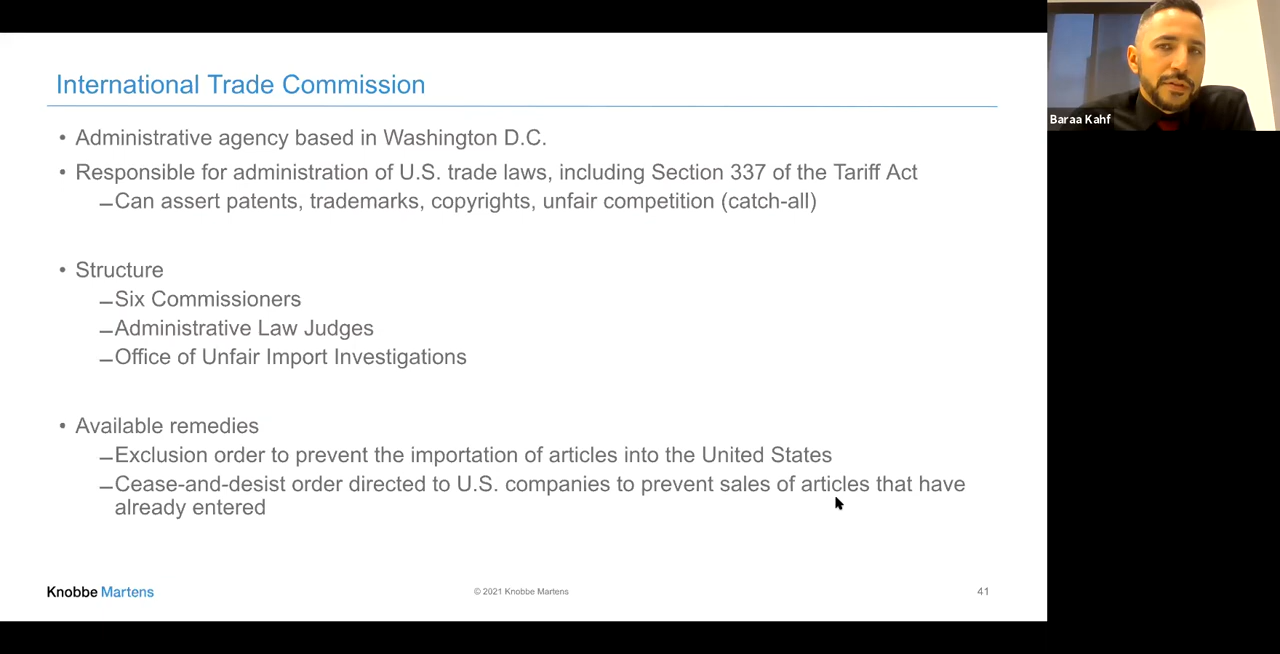 International Trade Commission
• Administrative agency based in Washington D.C.
• Responsible for administration of U.S. trade laws, including Section 337 of the Tariff Act
–Can assert patents, trademarks, copyrights, unfair competition (catch-all)
• Structure
–Six Commissioners
–Administrative Law Judges
–Office of Unfair Import Investigations
• Available remedies
–Exclusion order to prevent the importation of articles into the United States
–Cease-and-desist order directed to U.S. companies to prevent sales of articles that have
already entered
Knobbe Martens
© 2021 Knobbe Martens
41
Baraa Kahf